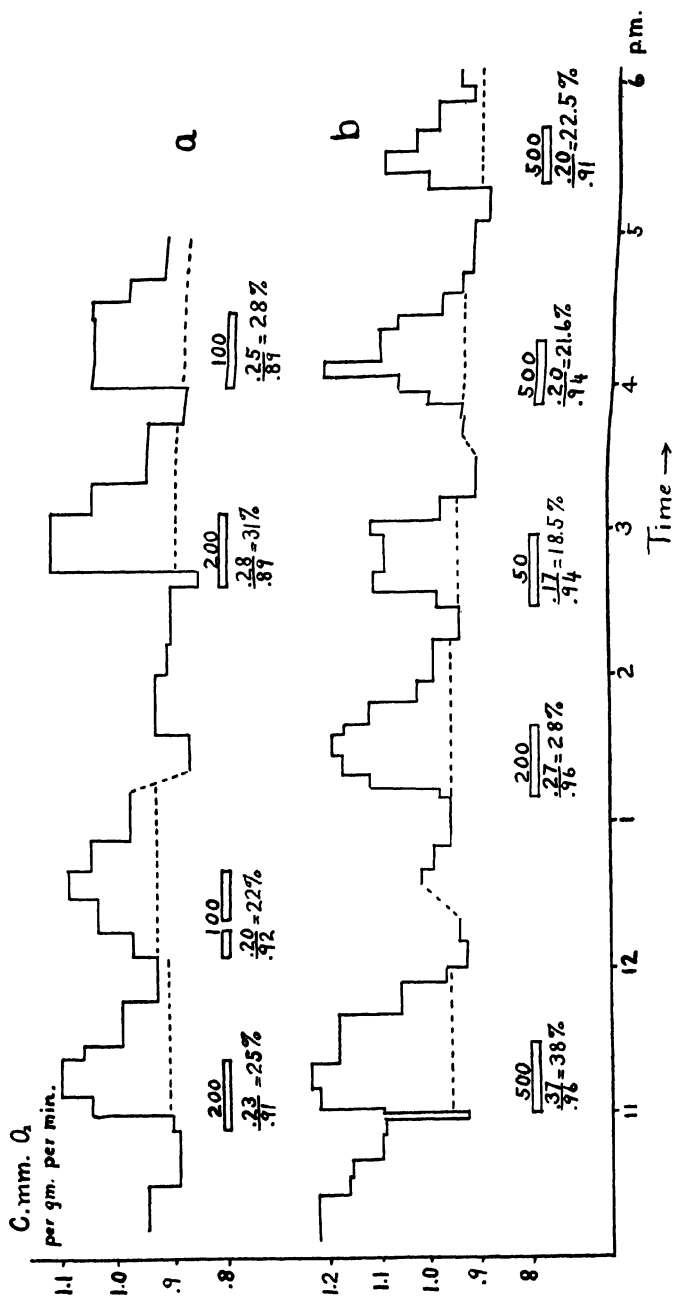 C.mm. O₂
per gm. per min.
1.1
1.0
.9
.8
a
200
.23 = 25%
.91
100
.20 = 22%
.92
200
.28 = 31%
.89
100
.25 = 28%
.89
1.2
1.1
1.0
.9
8
b
500
.37 = 38%
.96
200
.27 = 28%
.96
50
.17 = 18.5%
.94
500
.20 = 21.6%
.94
500
.20 = 22.5%
.91
11
12
1
2
3
4
5
6 p.m.
Time →